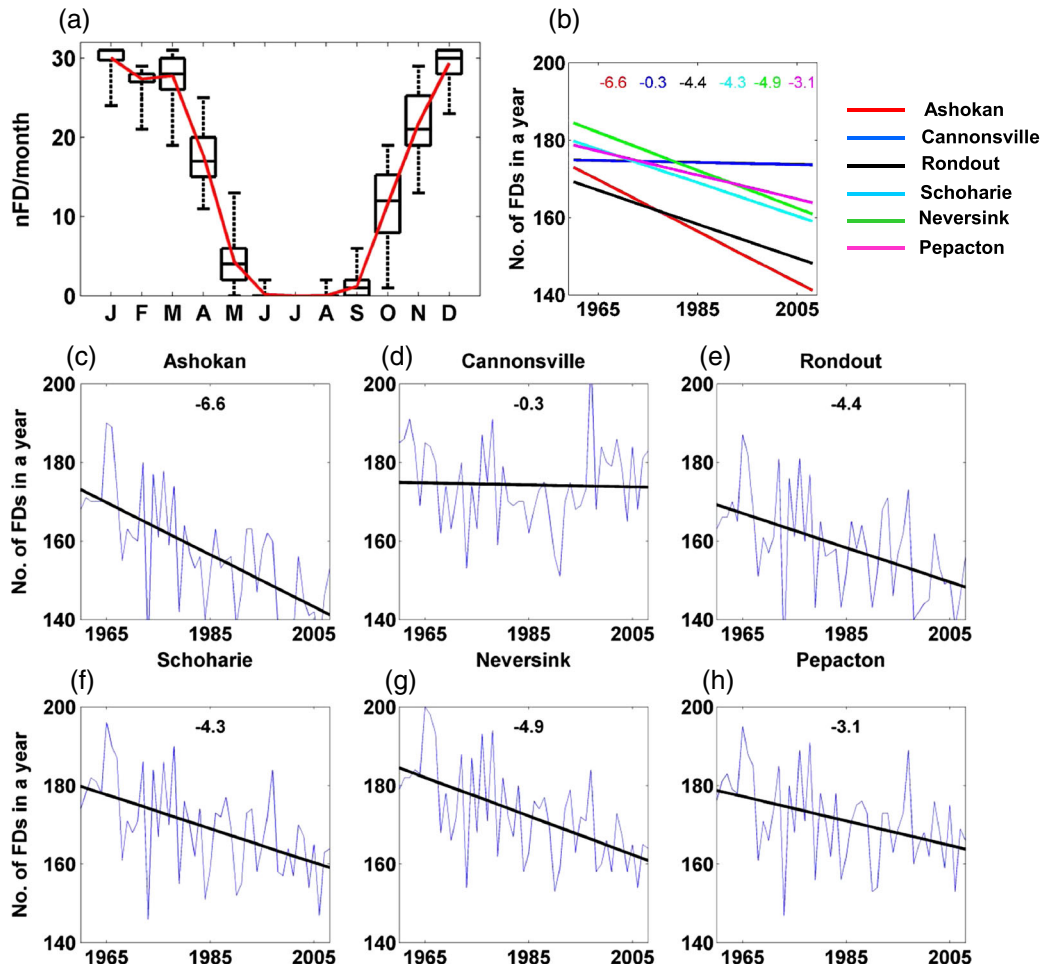 (a)
nFD/month
30
20
10
0
J F M A M J J A S O N D
(b)
No. of FDs in a year
200
180
160
140
-6.6 -0.3 -4.4 -4.3 -4.9 -3.1
1965 1985 2005
Ashokan
Cannonsville
Rondout
Schoharie
Neversink
Pepacton
(c)
Ashokan
No. of FDs in a year
200
180
160
140
-6.6
1965 1985 2005
(d)
Cannonsville
200
180
160
140
-0.3
1965 1985 2005
(e)
Rondout
200
180
160
140
-4.4
1965 1985 2005
(f)
Schoharie
No. of FDs in a year
200
180
160
140
-4.3
1965 1985 2005
(g)
Neversink
200
180
160
140
-4.9
1965 1985 2005
(h)
Pepacton
200
180
160
140
-3.1
1965 1985 2005